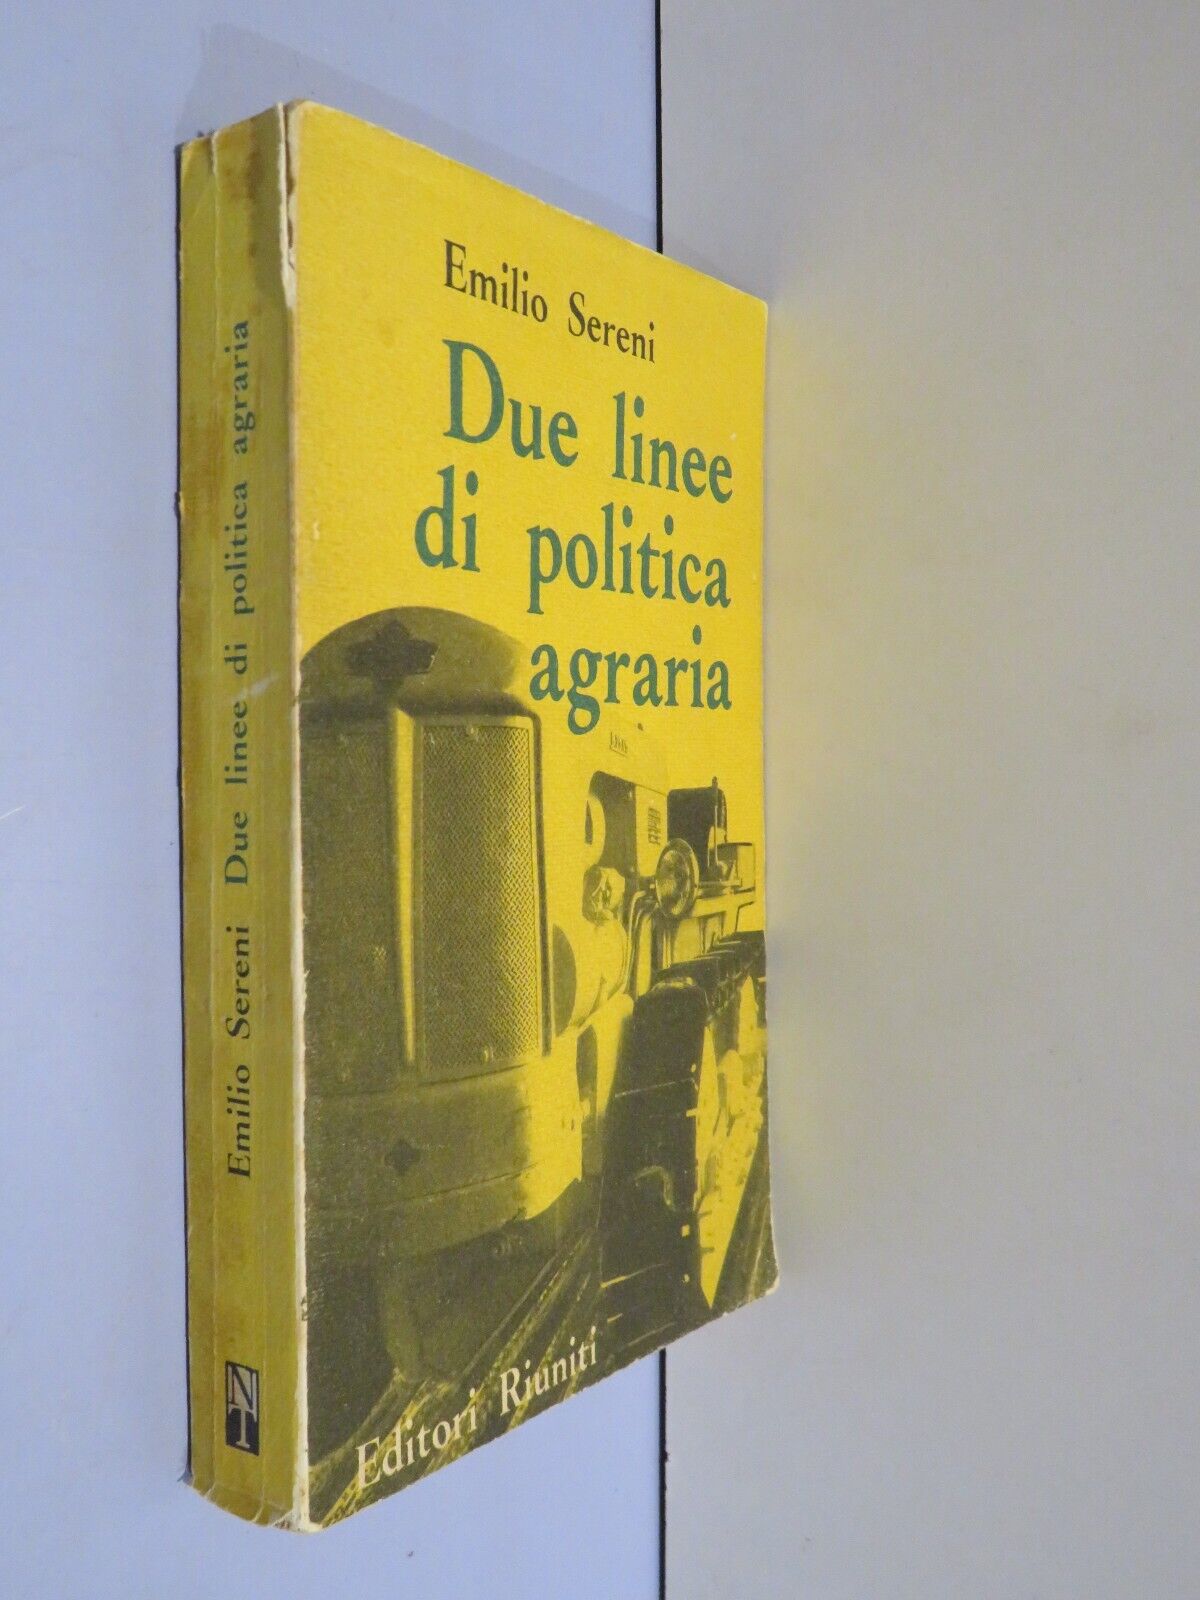 Emilio Sereni
Due linee
di politica
agraria
Editori Riuniti
Emilio Sereni Due linee di politica agraria
NT